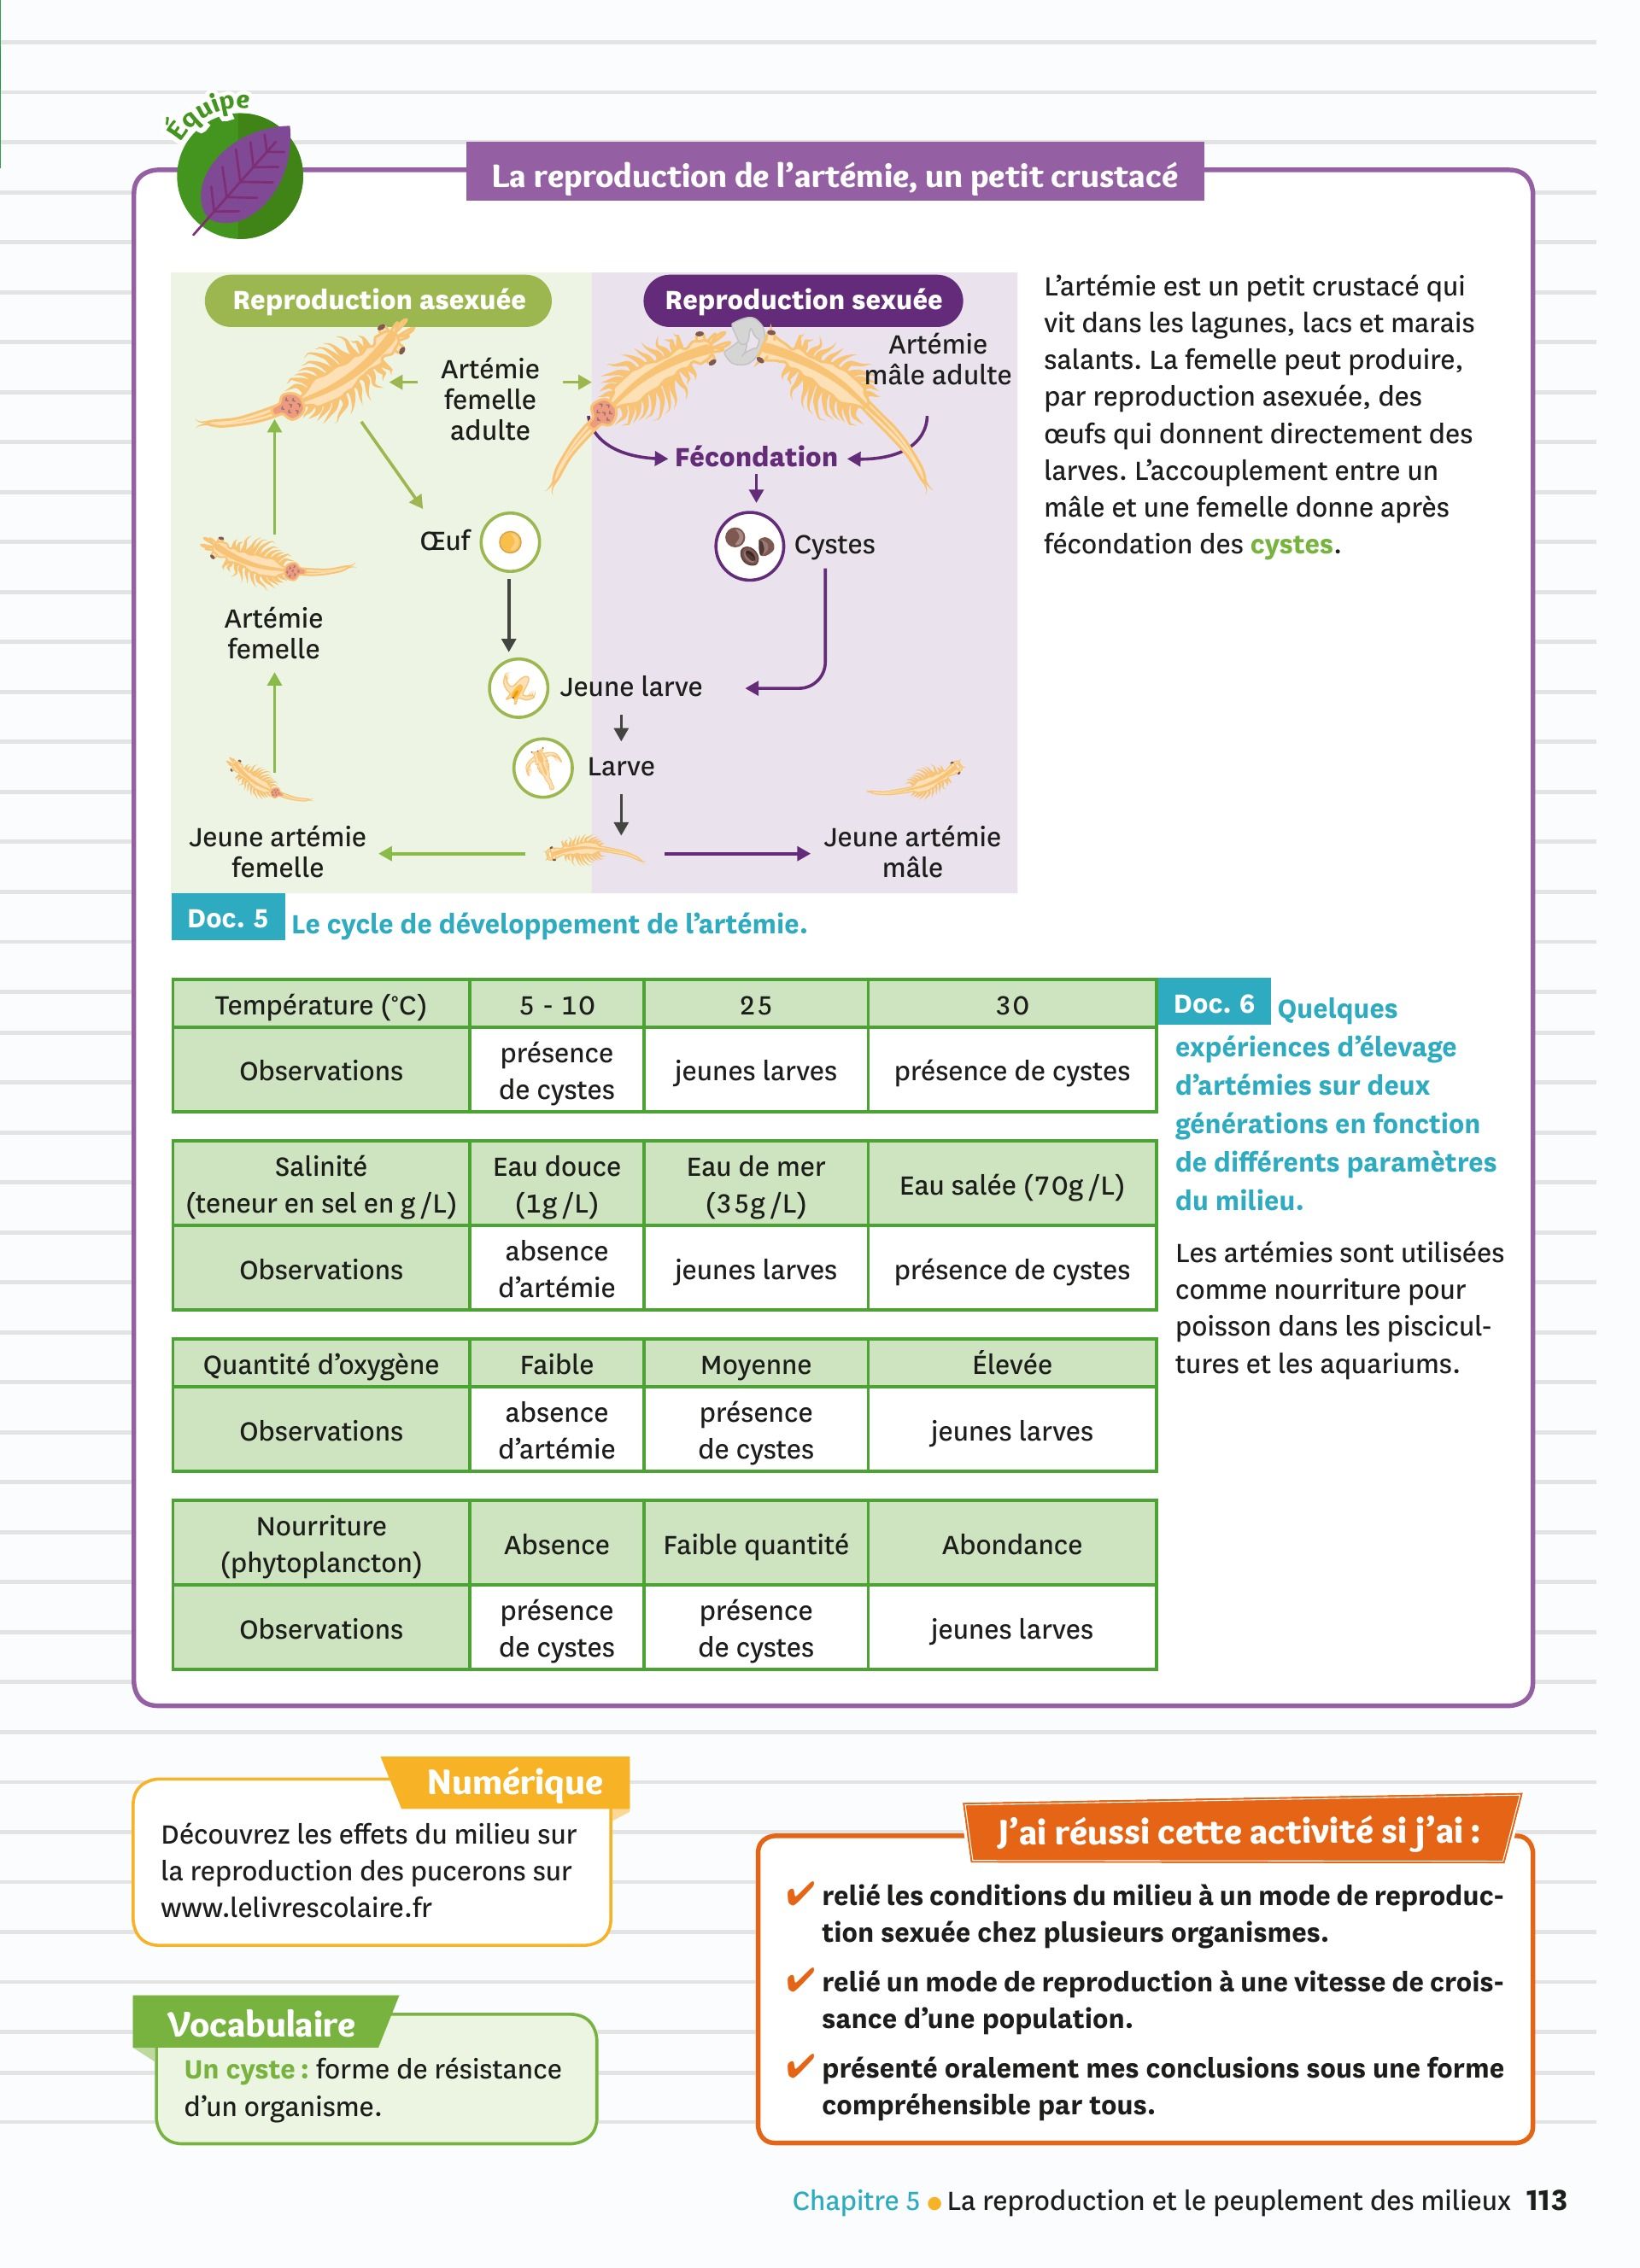 Équipe
La reproduction de l'artémie, un petit crustacé
Reproduction asexuée
Reproduction sexuée
Artémie
femelle
adulte
Artémie
mâle adulte
Fécondation
Œuf
Cystes
Artémie
femelle
Jeune larve
Larve
Jeune artémie
femelle
Jeune artémie
mâle
L'artémie est un petit crustacé qui
vit dans les lagunes, lacs et marais
salants. La femelle peut produire,
par reproduction asexuée, des
œufs qui donnent directement des
larves. L'accouplement entre un
mâle et une femelle donne après
fécondation des cystes.
Doc. 5 Le cycle de développement de l'artémie.
Température (°C) 5 - 10 25 30
Observations présence de cystes jeunes larves présence de cystes
Salinité (teneur en sel en g/L) Eau douce (1g/L) Eau de mer (35g/L) Eau salée (70g/L)
Observations absence d'artémie jeunes larves présence de cystes
Quantité d'oxygène Faible Moyenne Élevée
Observations absence d'artémie présence de cystes jeunes larves
Nourriture (phytoplancton) Absence Faible quantité Abondance
Observations présence de cystes présence de cystes jeunes larves
Doc. 6 Quelques
expériences d'élevage
d'artémies sur deux
générations en fonction
de différents paramètres
du milieu.
Les artémies sont utilisées
comme nourriture pour
poisson dans les piscicul-
tures et les aquariums.
Numérique
Découvrez les effets du milieu sur
la reproduction des pucerons sur
www.lelivrescolaire.fr
Vocabulaire
Un cyste : forme de résistance
d'un organisme.
J'ai réussi cette activité si j'ai :
✔ relié les conditions du milieu à un mode de reproduc-
tion sexuée chez plusieurs organismes.
✔ relié un mode de reproduction à une vitesse de crois-
sance d'une population.
✔ présenté oralement mes conclusions sous une forme
compréhensible par tous.
Chapitre 5 • La reproduction et le peuplement des milieux 113